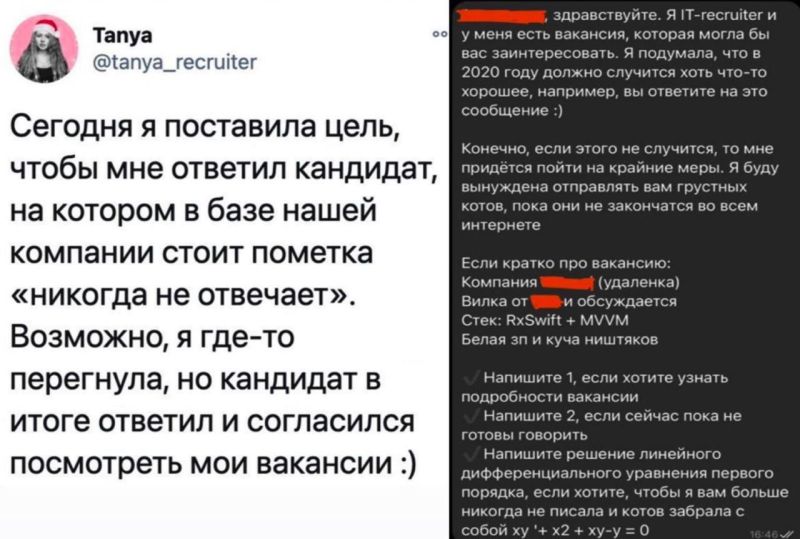 Tanya
@tanya_recruiter
Сегодня я поставила цель,
чтобы мне ответил кандидат,
на котором в базе нашей
компании стоит пометка
«никогда не отвечает».
Возможно, я где-то
перегнула, но кандидат в
итоге ответил и согласился
посмотреть мои вакансии :)
, здравствуйте. Я IT-recruiter и
у меня есть вакансия, которая могла бы
вас заинтересовать. Я подумала, что в
2020 году должно случится хоть что-то
хорошее, например, вы ответите на это
сообщение :)
Конечно, если этого не случится, то мне
придётся пойти на крайние меры. Я буду
вынуждена отправлять вам грустных
котов, пока они не закончатся во всем
интернете
Если кратко про вакансию:
Компания (удаленка)
Вилка от -и обсуждается
Стек: RxSwift + MVVM
Белая зп и куча ништяков
✓ Напишите 1, если хотите узнать
подробности вакансии
✓ Напишите 2, если сейчас пока не
готовы говорить
✓ Напишите решение линейного
дифференциального уравнения первого
порядка, если хотите, чтобы я вам больше
никогда не писала и котов забрала с
собой xy '+ x2 + xy-y = 0
16:46